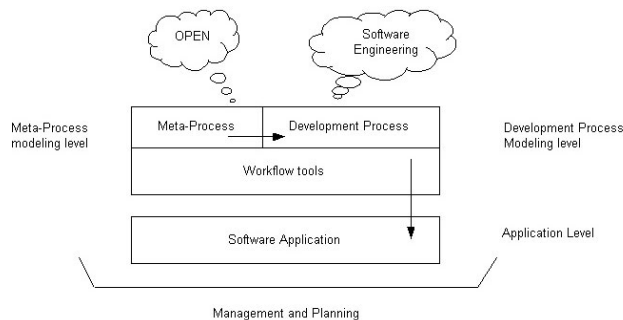 OPEN
Software
Engineering
Meta-Process
modeling level
Meta-Process
Development Process
Development Process
Modeling level
Workflow tools
Software Application
Application Level
Management and Planning